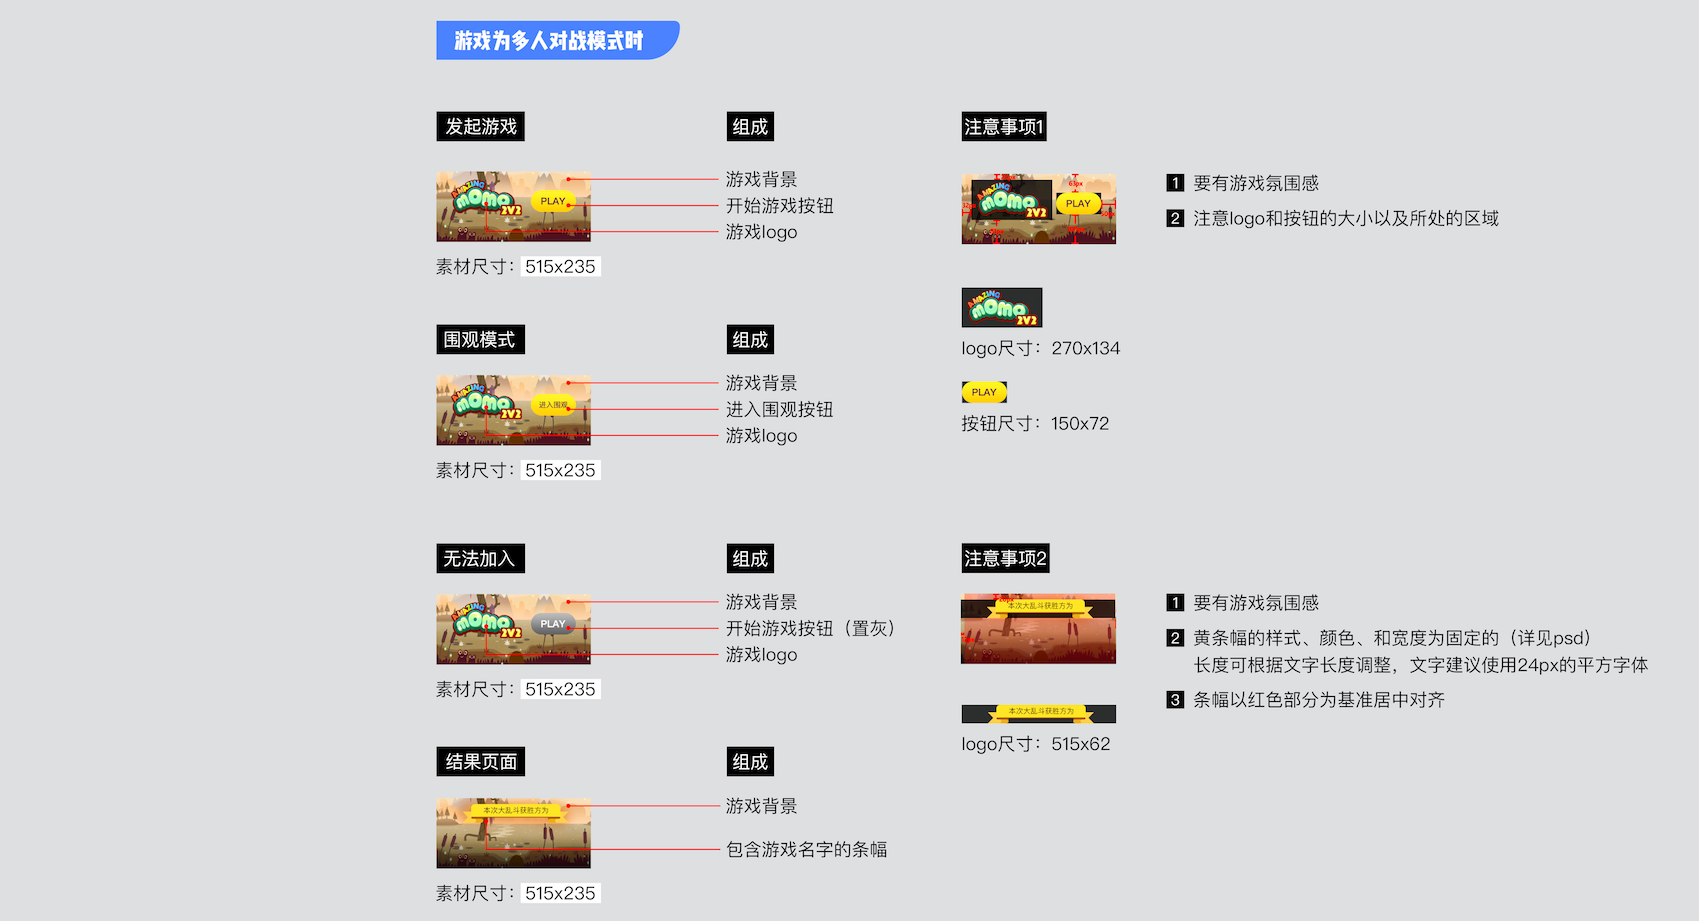 游戏为多人对战模式时
发起游戏
组成
AMAZING
momo
2V2
PLAY
游戏背景
开始游戏按钮
游戏logo
素材尺寸：515x235
围观模式
组成
AMAZING
momo
2V2
进入围观
游戏背景
进入围观按钮
游戏logo
素材尺寸：515x235
无法加入
组成
AMAZING
momo
2V2
PLAY
游戏背景
开始游戏按钮（置灰）
游戏logo
素材尺寸：515x235
结果页面
组成
本次大乱斗获胜方为
游戏背景
包含游戏名字的条幅
素材尺寸：515x235
注意事项1
AMAZING
momo
2V2
PLAY
63px
1 要有游戏氛围感
2 注意logo和按钮的大小以及所处的区域
AMAZING
momo
2V2
logo尺寸：270x134
PLAY
按钮尺寸：150x72
注意事项2
本次大乱斗获胜方为
1 要有游戏氛围感
2 黄条幅的样式、颜色、和宽度为固定的（详见psd）
长度可根据文字长度调整，文字建议使用24px的平方字体
3 条幅以红色部分为基准居中对齐
本次大乱斗获胜方为
logo尺寸：515x62